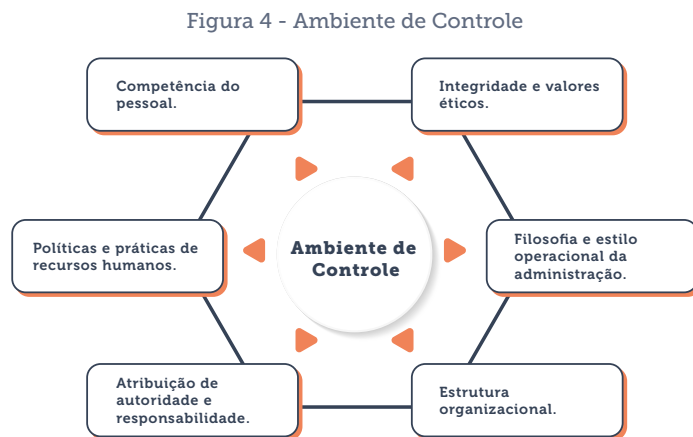 Figura 4 - Ambiente de Controle
Competência do
pessoal.
Integridade e valores
éticos.
Políticas e práticas de
recursos humanos.
Ambiente de
Controle
Filosofia e estilo
operacional da
administração.
Atribuição de
autoridade e
responsabilidade.
Estrutura
organizacional.